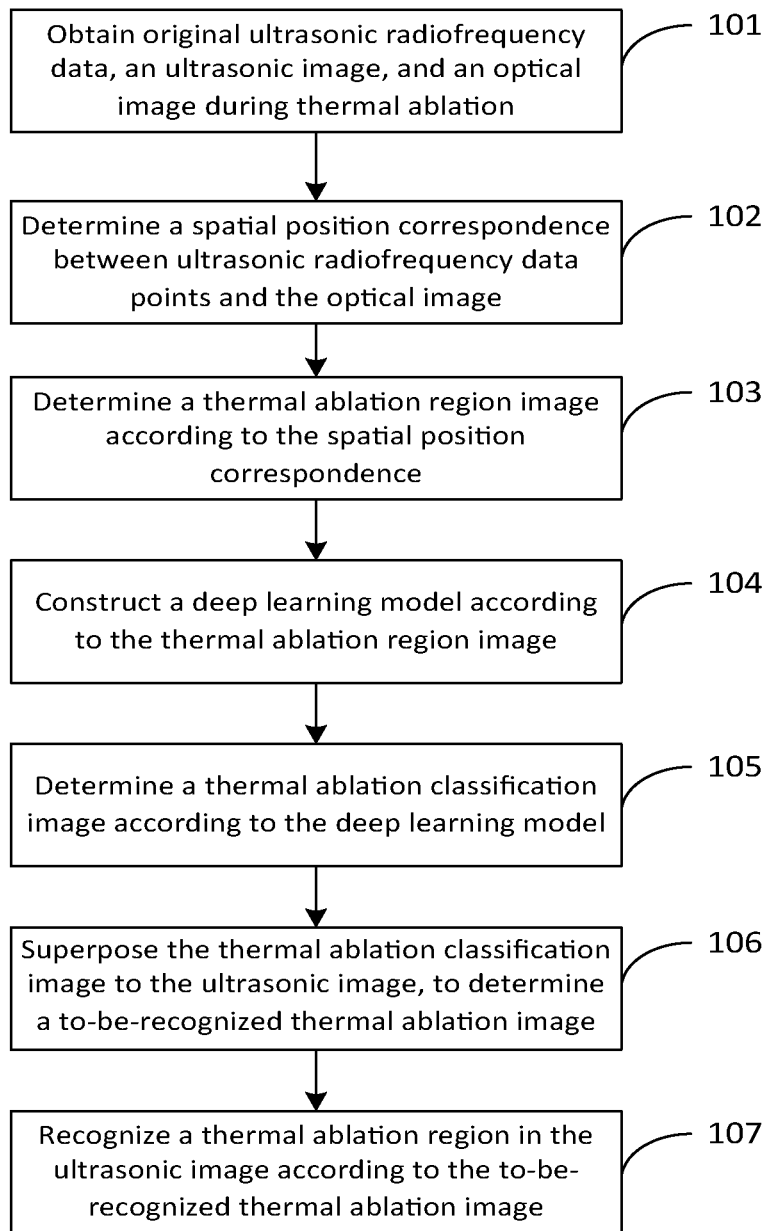 Obtain original ultrasonic radiofrequency
data, an ultrasonic image, and an optical
image during thermal ablation
101
Determine a spatial position correspondence
between ultrasonic radiofrequency data
points and the optical image
102
Determine a thermal ablation region image
according to the spatial position
correspondence
103
Construct a deep learning model according
to the thermal ablation region image
104
Determine a thermal ablation classification
image according to the deep learning model
105
Superpose the thermal ablation classification
image to the ultrasonic image, to determine
a to-be-recognized thermal ablation image
106
Recognize a thermal ablation region in the
ultrasonic image according to the to-be-
recognized thermal ablation image
107